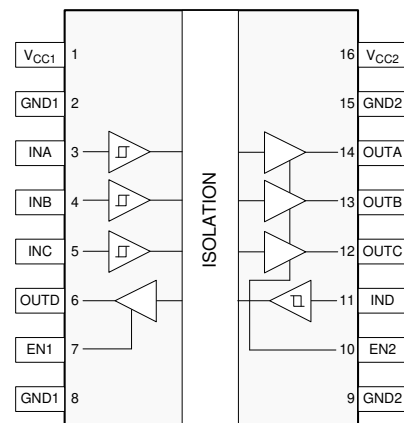 VCC1 1 16 VCC2
GND1 2 15 GND2
INA 3 14 OUTA
INB 4 13 OUTB
INC 5 12 OUTC
OUTD 6 11 IND
EN1 7 10 EN2
GND1 8 9 GND2
ISOLATION